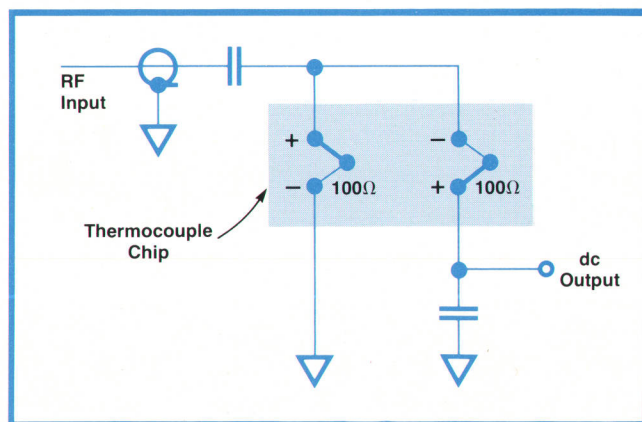 RF
Input
+
−
+ 
− 100Ω
+ 100Ω
Thermocouple
Chip
dc
Output